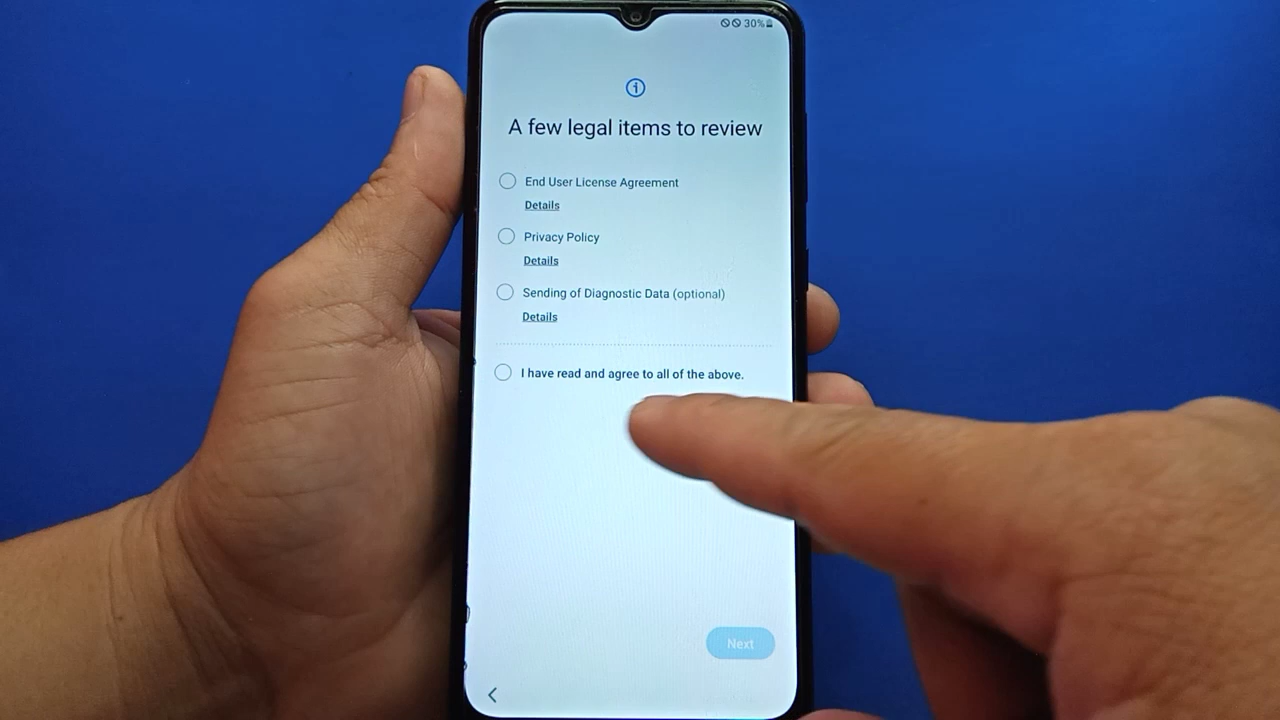 30%
A few legal items to review
End User License Agreement
Details
Privacy Policy
Details
Sending of Diagnostic Data (optional)
Details
I have read and agree to all of the above.
Next